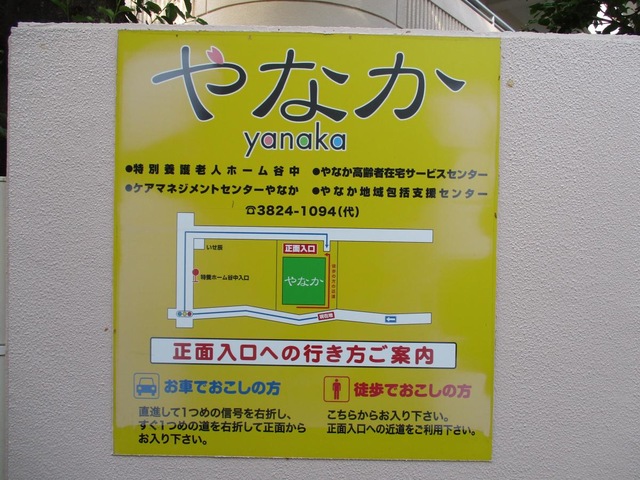 やなか
yanaka
●特別養護老人ホーム谷中 ●やなか高齢者在宅サービスセンター
●ケアマネジメントセンターやなか ●やなか地域包括支援センター
☎3824-1094(代)
正面入口
いせ辰
やなか
特養ホーム谷中入口
現在地
正面入口への行き方ご案内
お車でおこしの方
直進して1つめの信号を右折し、
すぐ1つめの道を右折して正面から
お入り下さい。
徒歩でおこしの方
こちらからお入り下さい。
正面入口への近道をご利用下さい。